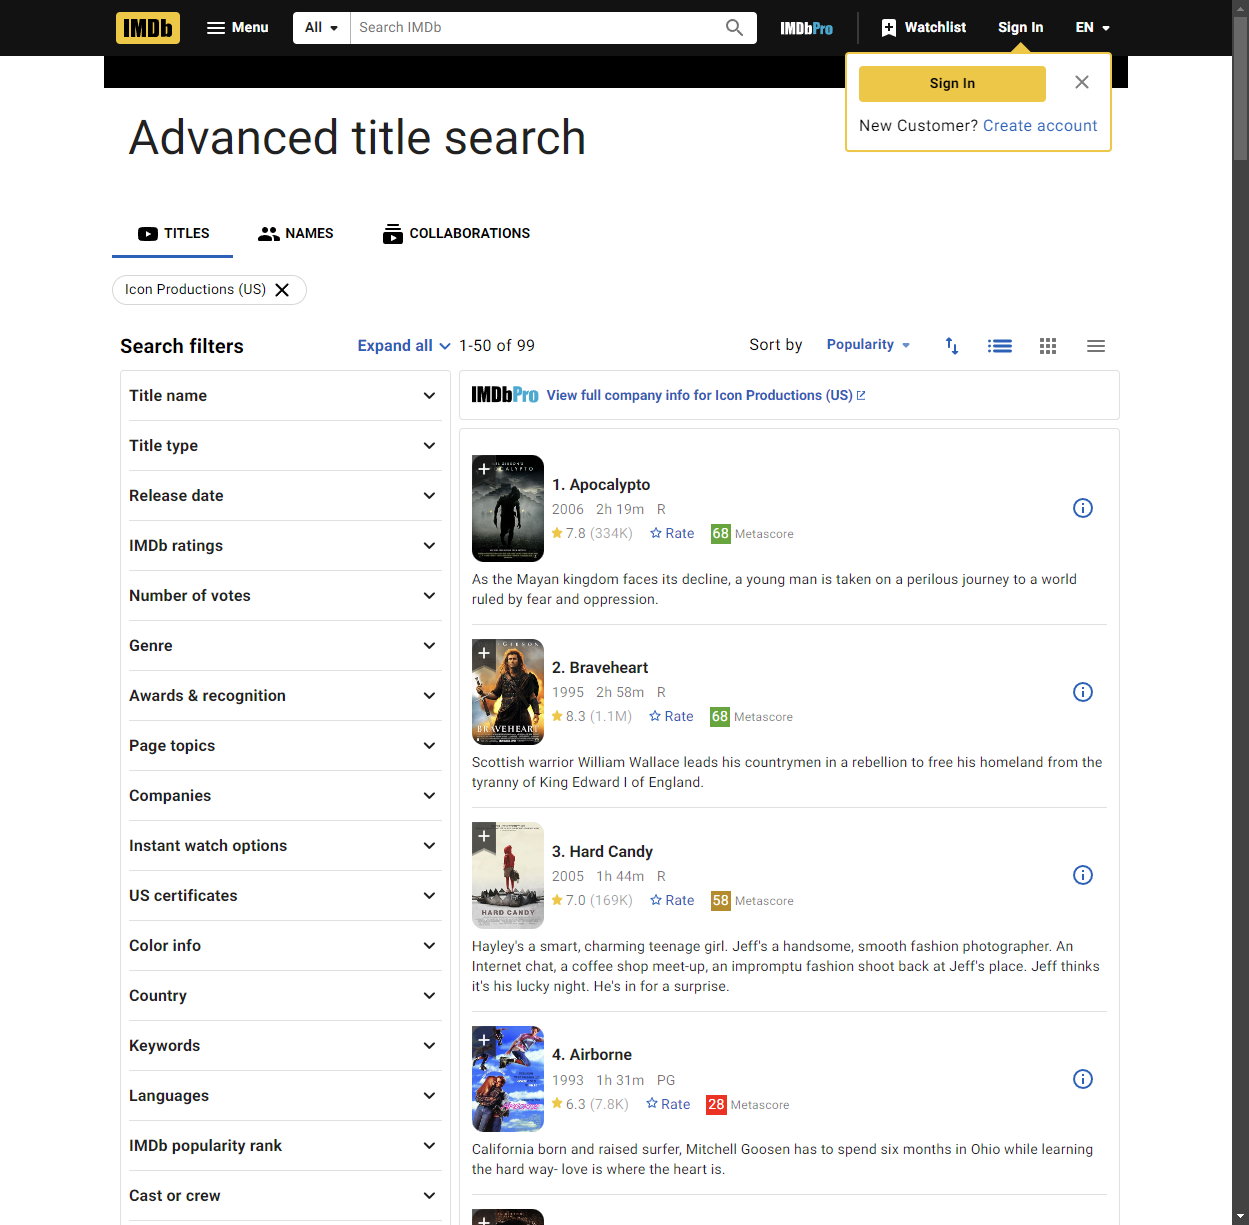 IMDb
Menu
All
Search IMDb
IMDbPro
Watchlist
Sign In
EN
Sign In
New Customer? Create account
Advanced title search
TITLES
NAMES
COLLABORATIONS
Icon Productions (US)
Search filters
Expand all
1-50 of 99
Sort by
Popularity
Title name
Title type
Release date
IMDb ratings
Number of votes
Genre
Awards & recognition
Page topics
Companies
Instant watch options
US certificates
Color info
Country
Keywords
Languages
IMDb popularity rank
Cast or crew
IMDbPro View full company info for Icon Productions (US)
1. Apocalypto
2006 2h 19m R
7.8 (334K) Rate 68 Metascore
As the Mayan kingdom faces its decline, a young man is taken on a perilous journey to a world
ruled by fear and oppression.
BRAVEHEART
2. Braveheart
1995 2h 58m R
8.3 (1.1M) Rate 68 Metascore
Scottish warrior William Wallace leads his countrymen in a rebellion to free his homeland from the
tyranny of King Edward I of England.
HARD CANDY
3. Hard Candy
2005 1h 44m R
7.0 (169K) Rate 58 Metascore
Hayley's a smart, charming teenage girl. Jeff's a handsome, smooth fashion photographer. An
Internet chat, a coffee shop meet-up, an impromptu fashion shoot back at Jeff's place. Jeff thinks
it's his lucky night. He's in for a surprise.
4. Airborne
1993 1h 31m PG
6.3 (7.8K) Rate 28 Metascore
California born and raised surfer, Mitchell Goosen has to spend six months in Ohio while learning
the hard way- love is where the heart is.